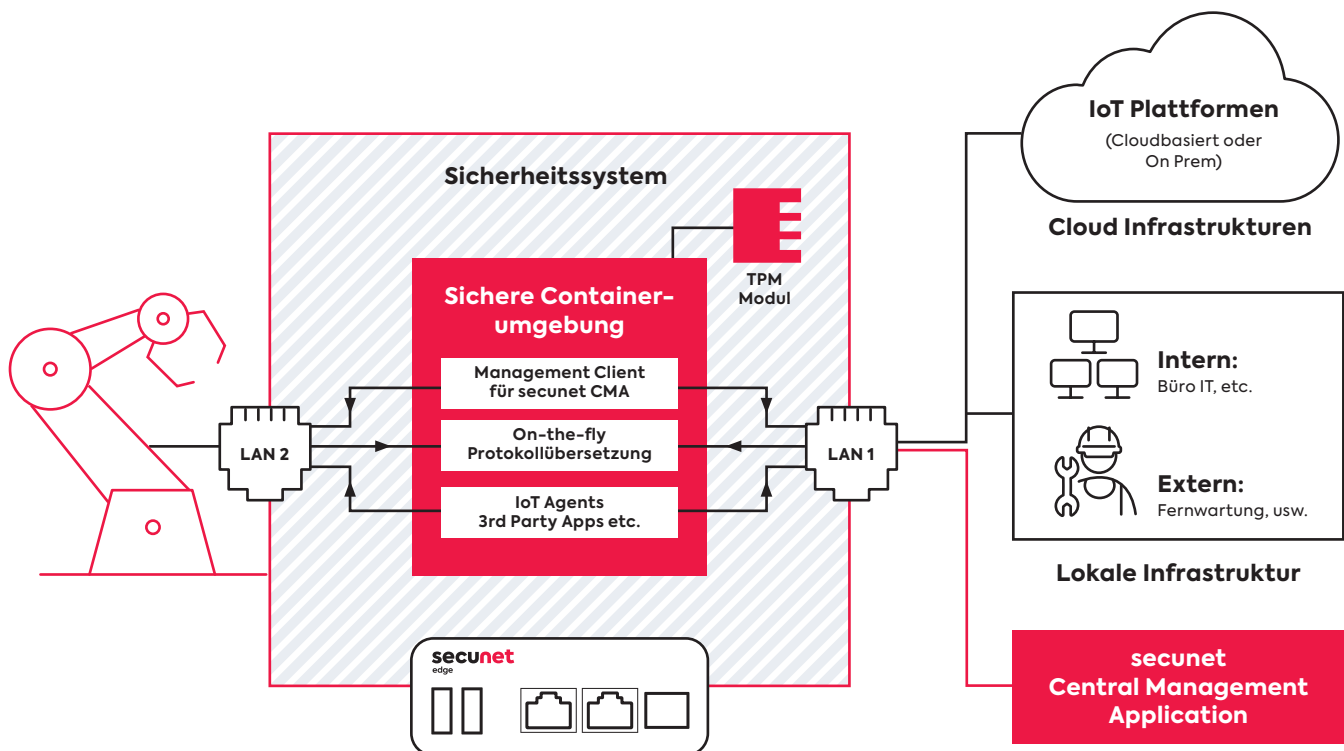 IoT Plattformen
(Cloudbasiert oder
On Prem)
Cloud Infrastrukturen
Sicherheitssystem
TPM
Modul
Sichere Container-
umgebung
Management Client
für secunet CMA
On-the-fly
Protokollübersetzung
IoT Agents
3rd Party Apps etc.
LAN 2
LAN 1
Intern:
Büro IT, etc.
Extern:
Fernwartung, usw.
Lokale Infrastruktur
secunet
edge
secunet
Central Management
Application